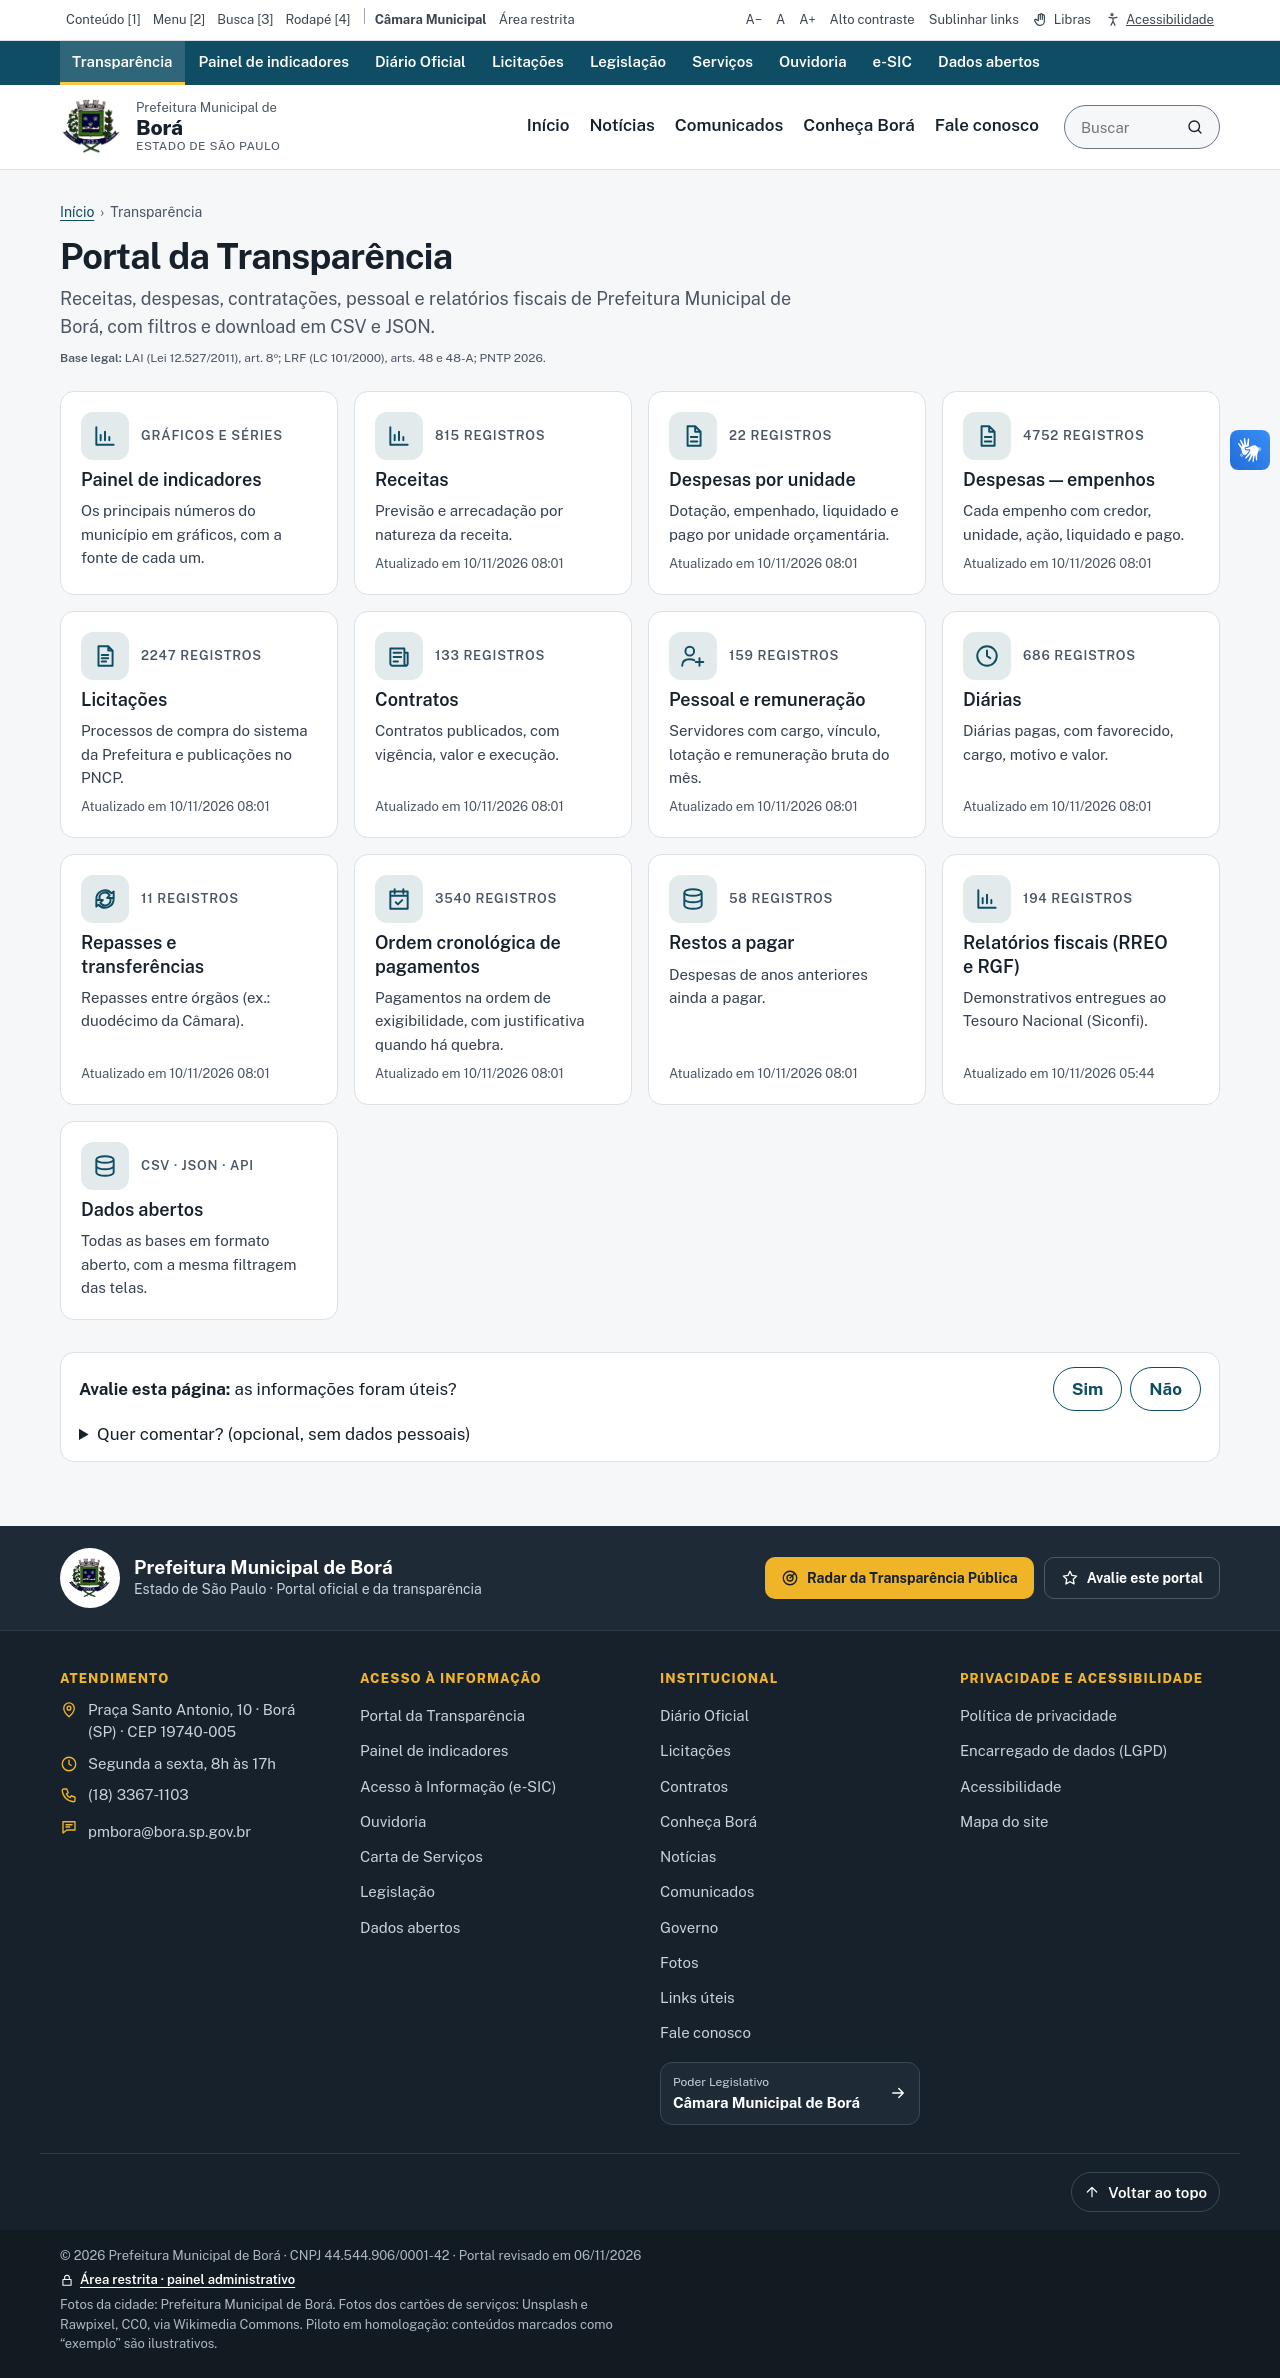 Conteúdo [1] Menu [2] Busca [3] Rodapé [4] Câmara Municipal Área restrita A− A A+ Alto contraste Sublinhar links Libras Acessibilidade
Transparência Painel de indicadores Diário Oficial Licitações Legislação Serviços Ouvidoria e-SIC Dados abertos
Prefeitura Municipal de
Borá
ESTADO DE SÃO PAULO
Início Notícias Comunicados Conheça Borá Fale conosco Buscar
Início › Transparência
Portal da Transparência
Receitas, despesas, contratações, pessoal e relatórios fiscais de Prefeitura Municipal de
Borá, com filtros e download em CSV e JSON.
Base legal: LAI (Lei 12.527/2011), art. 8º; LRF (LC 101/2000), arts. 48 e 48-A; PNTP 2026.
GRÁFICOS E SÉRIES
Painel de indicadores
Os principais números do
município em gráficos, com a
fonte de cada um.
815 REGISTROS
Receitas
Previsão e arrecadação por
natureza da receita.
Atualizado em 10/11/2026 08:01
22 REGISTROS
Despesas por unidade
Dotação, empenhado, liquidado e
pago por unidade orçamentária.
Atualizado em 10/11/2026 08:01
4752 REGISTROS
Despesas — empenhos
Cada empenho com credor,
unidade, ação, liquidado e pago.
Atualizado em 10/11/2026 08:01
2247 REGISTROS
Licitações
Processos de compra do sistema
da Prefeitura e publicações no
PNCP.
Atualizado em 10/11/2026 08:01
133 REGISTROS
Contratos
Contratos publicados, com
vigência, valor e execução.
Atualizado em 10/11/2026 08:01
159 REGISTROS
Pessoal e remuneração
Servidores com cargo, vínculo,
lotação e remuneração bruta do
mês.
Atualizado em 10/11/2026 08:01
686 REGISTROS
Diárias
Diárias pagas, com favorecido,
cargo, motivo e valor.
Atualizado em 10/11/2026 08:01
11 REGISTROS
Repasses e
transferências
Repasses entre órgãos (ex.:
duodécimo da Câmara).
Atualizado em 10/11/2026 08:01
3540 REGISTROS
Ordem cronológica de
pagamentos
Pagamentos na ordem de
exigibilidade, com justificativa
quando há quebra.
Atualizado em 10/11/2026 08:01
58 REGISTROS
Restos a pagar
Despesas de anos anteriores
ainda a pagar.
Atualizado em 10/11/2026 08:01
194 REGISTROS
Relatórios fiscais (RREO
e RGF)
Demonstrativos entregues ao
Tesouro Nacional (Siconfi).
Atualizado em 10/11/2026 05:44
CSV · JSON · API
Dados abertos
Todas as bases em formato
aberto, com a mesma filtragem
das telas.
Avalie esta página: as informações foram úteis? Sim Não
Quer comentar? (opcional, sem dados pessoais)
Prefeitura Municipal de Borá
Estado de São Paulo · Portal oficial e da transparência
Radar da Transparência Pública Avalie este portal
ATENDIMENTO
Praça Santo Antonio, 10 · Borá
(SP) · CEP 19740-005
Segunda a sexta, 8h às 17h
(18) 3367-1103
pmbora@bora.sp.gov.br
ACESSO À INFORMAÇÃO
Portal da Transparência
Painel de indicadores
Acesso à Informação (e-SIC)
Ouvidoria
Carta de Serviços
Legislação
Dados abertos
INSTITUCIONAL
Diário Oficial
Licitações
Contratos
Conheça Borá
Notícias
Comunicados
Governo
Fotos
Links úteis
Fale conosco
Poder Legislativo
Câmara Municipal de Borá
PRIVACIDADE E ACESSIBILIDADE
Política de privacidade
Encarregado de dados (LGPD)
Acessibilidade
Mapa do site
Voltar ao topo
© 2026 Prefeitura Municipal de Borá · CNPJ 44.544.906/0001-42 · Portal revisado em 06/11/2026
Área restrita · painel administrativo
Fotos da cidade: Prefeitura Municipal de Borá. Fotos dos cartões de serviços: Unsplash e
Rawpixel, CC0, via Wikimedia Commons. Piloto em homologação: conteúdos marcados como
“exemplo” são ilustrativos.